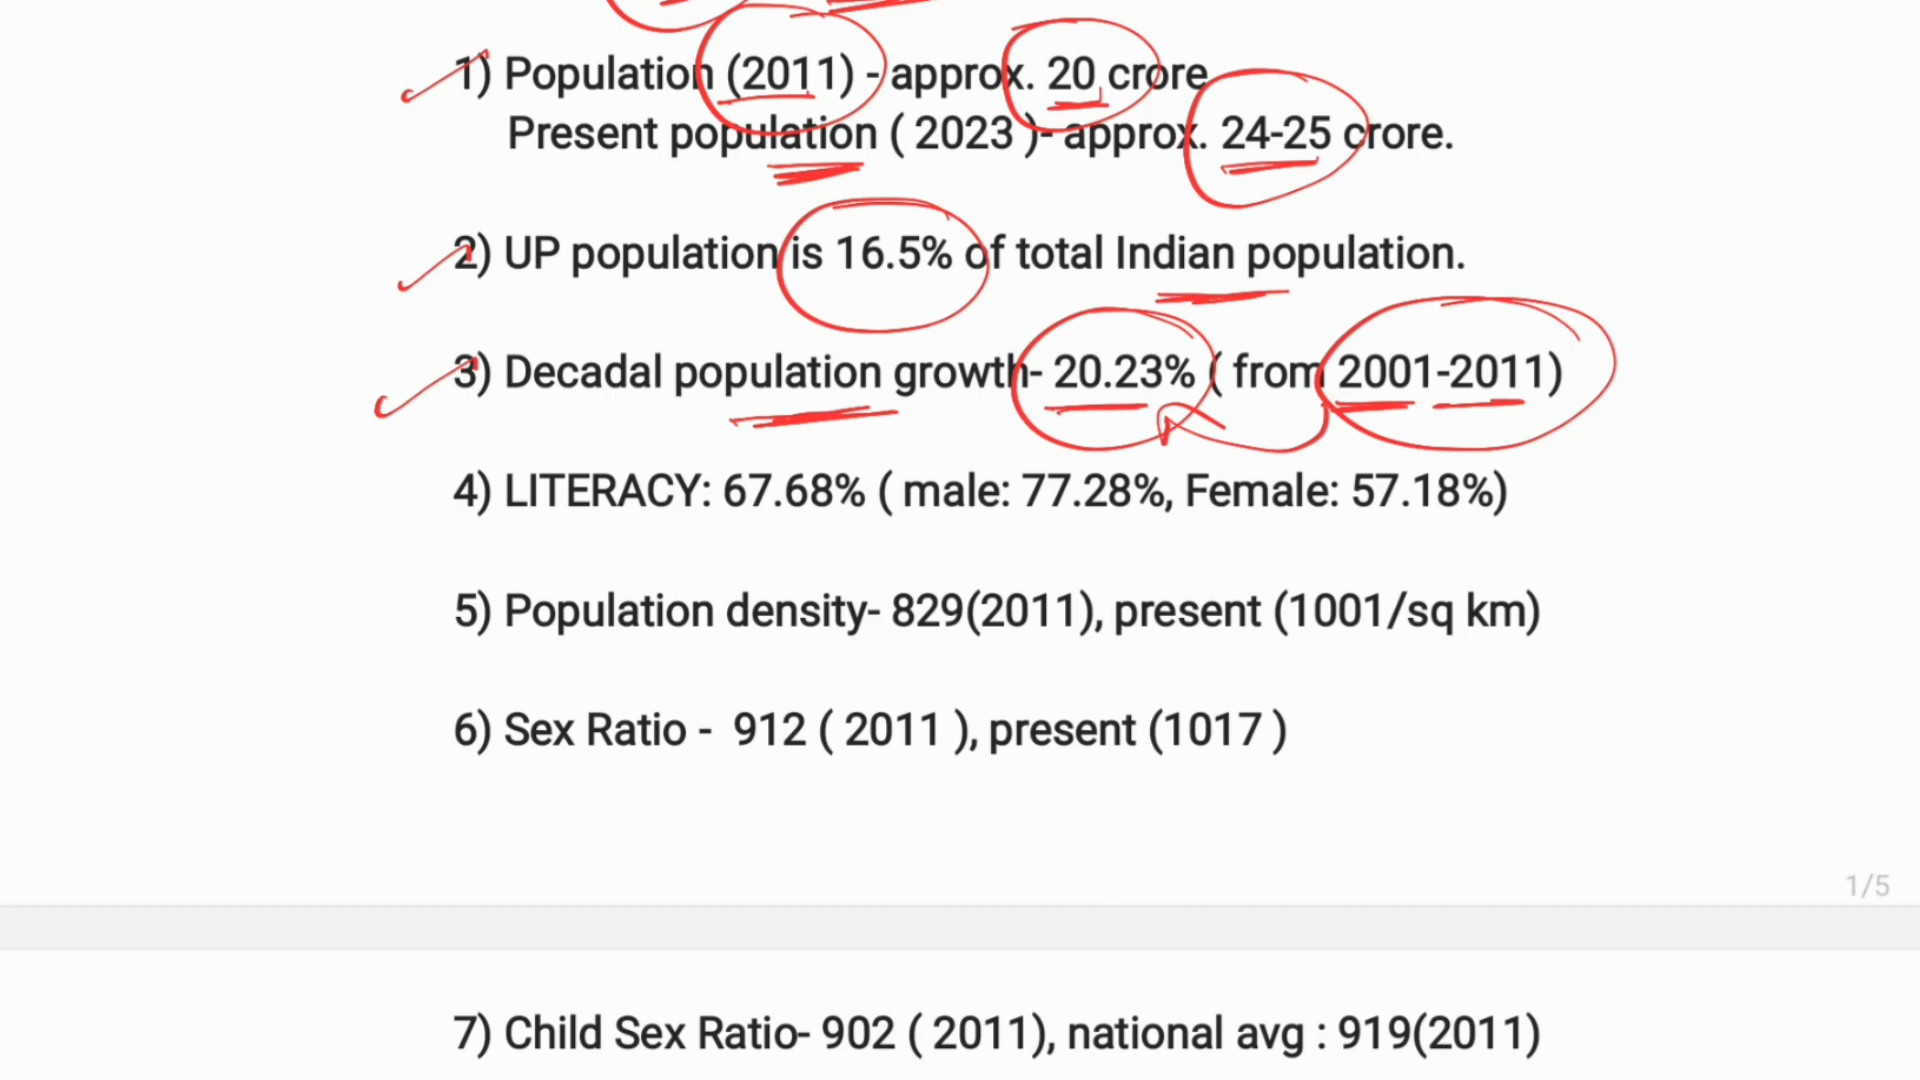 1) Population (2011) - approx. 20 crore
Present population ( 2023 )- approx. 24-25 crore.
2) UP population is 16.5% of total Indian population.
3) Decadal population growth- 20.23% ( from 2001-2011)
4) LITERACY: 67.68% ( male: 77.28%, Female: 57.18%)
5) Population density- 829(2011), present (1001/sq km)
6) Sex Ratio -  912 ( 2011 ), present (1017 )
1/5
7) Child Sex Ratio- 902 ( 2011), national avg : 919(2011)